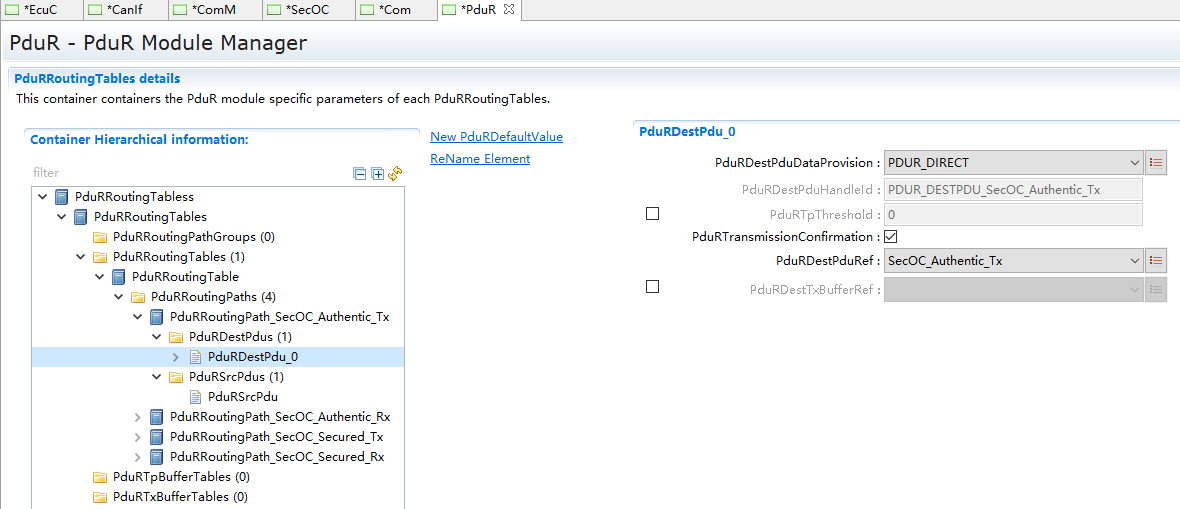 *EcuC *CanIf *ComM *SecOC *Com *PduR
PduR - PduR Module Manager
PduRRoutingTables details
This container containers the PduR module specific parameters of each PduRRoutingTables.
Container Hierarchical information:
filter
PduRRoutingTabless
PduRRoutingTables
PduRRoutingPathGroups (0)
PduRRoutingTables (1)
PduRRoutingTable
PduRRoutingPaths (4)
PduRRoutingPath_SecOC_Authentic_Tx
PduRDestPdus (1)
PduRDestPdu_0
PduRSrcPdus (1)
PduRSrcPdu
PduRRoutingPath_SecOC_Authentic_Rx
PduRRoutingPath_SecOC_Secured_Tx
PduRRoutingPath_SecOC_Secured_Rx
PduRTpBufferTables (0)
PduRTxBufferTables (0)
New PduRDefaultValue
ReName Element
PduRDestPdu_0
PduRDestPduDataProvision : PDUR_DIRECT
PduRDestPduHandleId : PDUR_DESTPDU_SecOC_Authentic_Tx
PduRTpThreshold : 0
PduRTransmissionConfirmation :
PduRDestPduRef : SecOC_Authentic_Tx
PduRDestTxBufferRef :